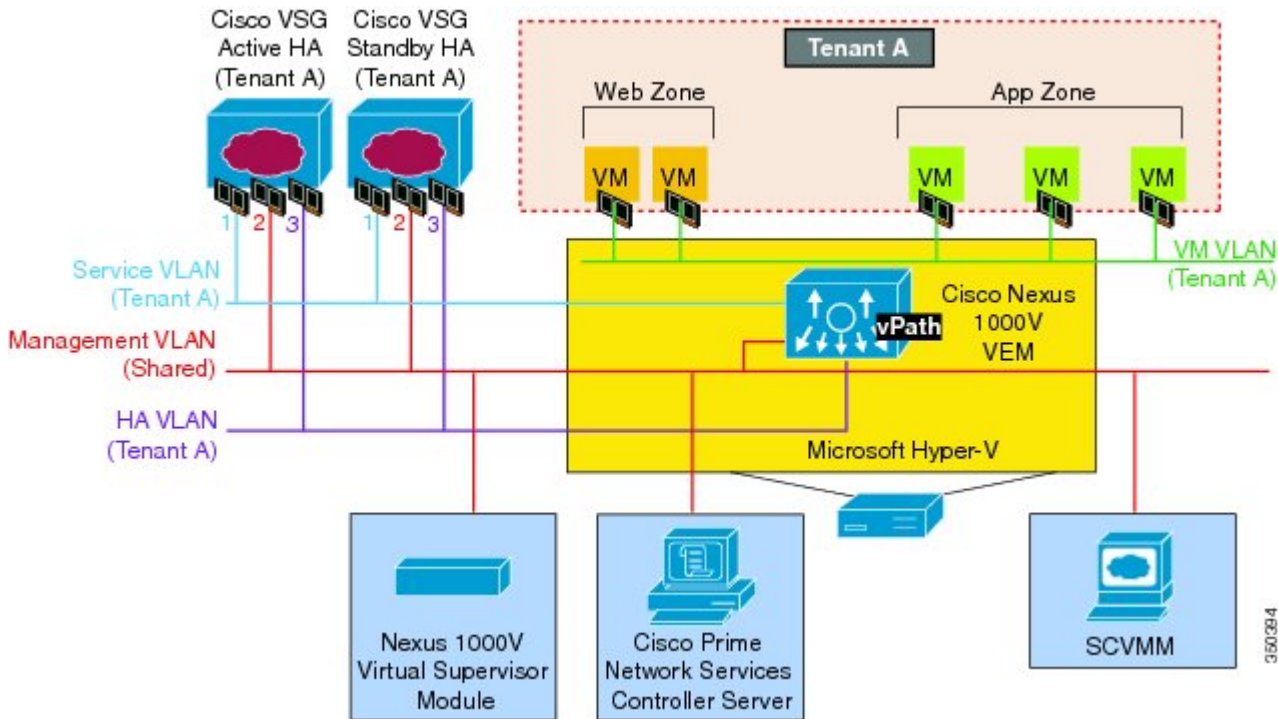 Cisco VSG
Active HA
(Tenant A)
Cisco VSG
Standby HA
(Tenant A)
Tenant A
Web Zone
App Zone
VM
VM
VM
VM
VM
1
2
3
1
2
3
Service VLAN
(Tenant A)
VM VLAN
(Tenant A)
Cisco Nexus
1000V
VEM
vPath
Management VLAN
(Shared)
HA VLAN
(Tenant A)
Microsoft Hyper-V
Nexus 1000V
Virtual Supervisor
Module
Cisco Prime
Network Services
Controller Server
SCVMM
350394